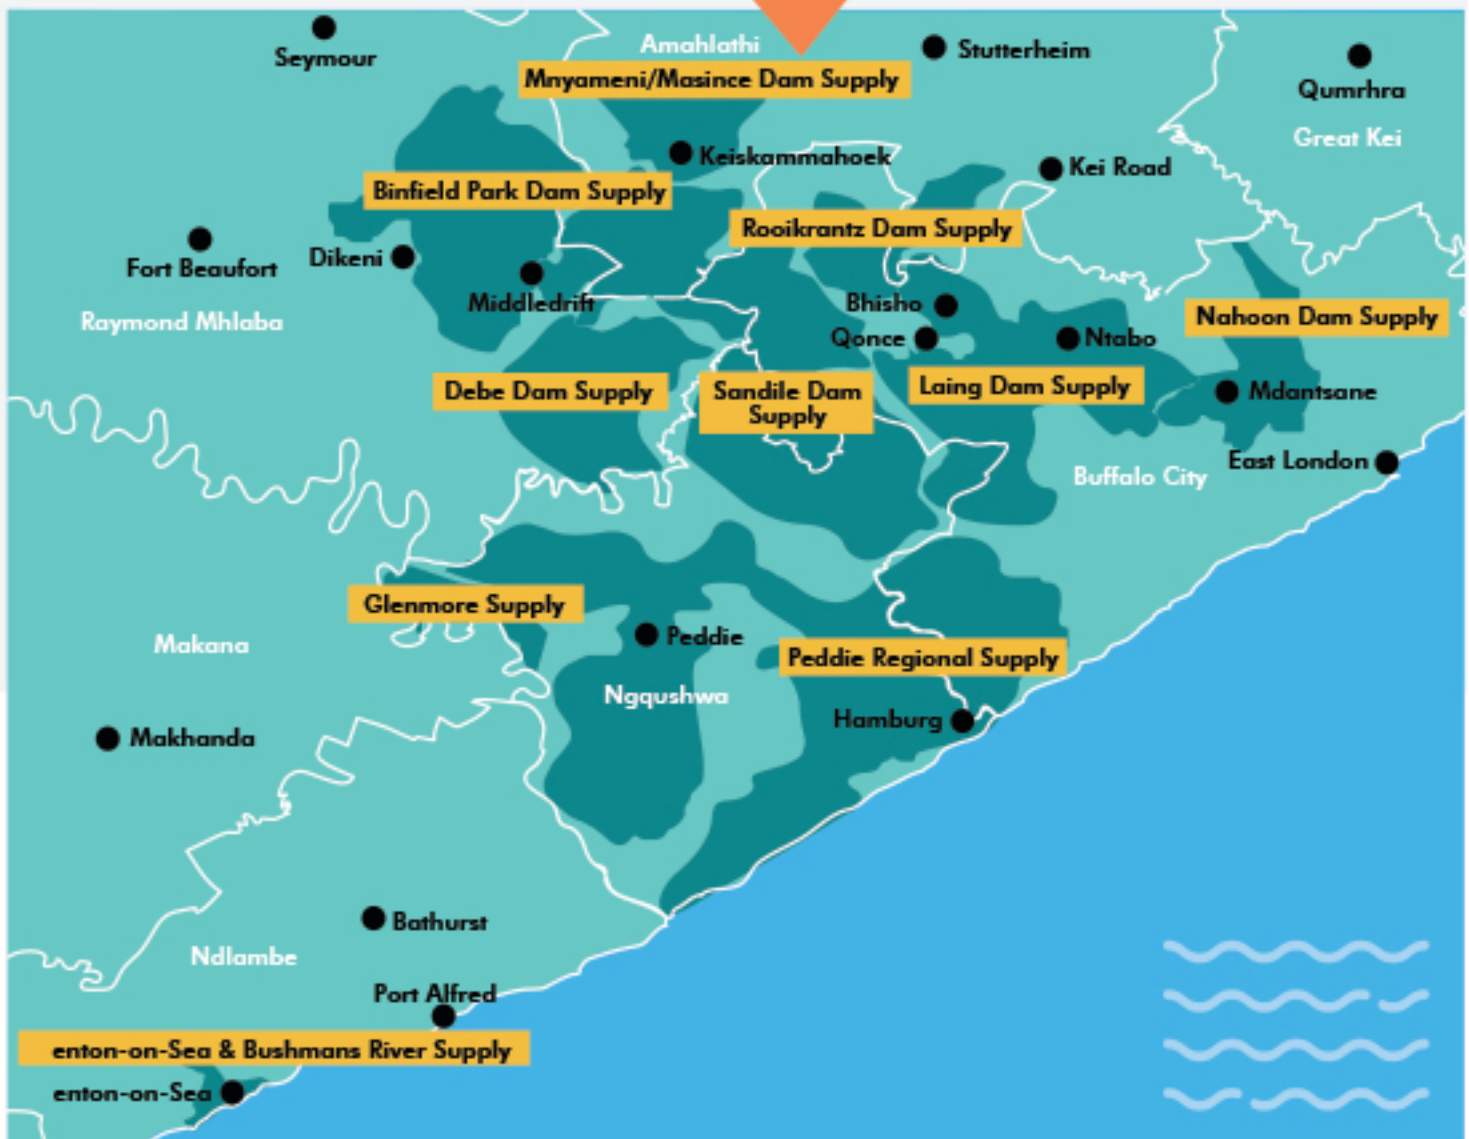 Amahlathi
Stutterheim
Seymour
Mnyameni/Masince Dam Supply
Qumrhra
Great Kei
Keiskammahoek
Kei Road
Binfield Park Dam Supply
Rooikrantz Dam Supply
Dikeni
Fort Beaufort
Middledrift
Bhisho
Raymond Mhlaba
Nahoon Dam Supply
Qonce
Ntabo
Debe Dam Supply
Sandile Dam
Supply
Laing Dam Supply
Mdantsane
East London
Buffalo City
Glenmore Supply
Peddie
Makana
Peddie Regional Supply
Ngqushwa
Hamburg
Makhanda
Bathurst
Ndlambe
Port Alfred
enton-on-Sea & Bushmans River Supply
enton-on-Sea